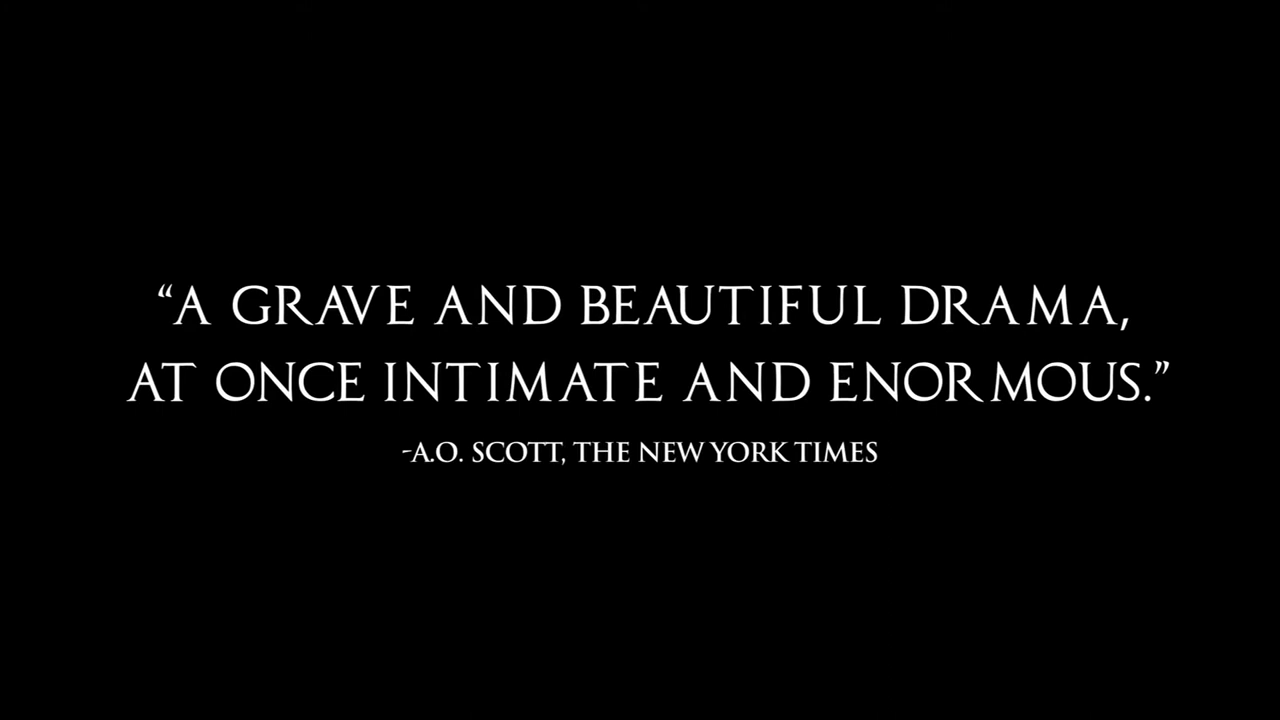 “A GRAVE AND BEAUTIFUL DRAMA,
AT ONCE INTIMATE AND ENORMOUS.”
-A.O. SCOTT, THE NEW YORK TIMES